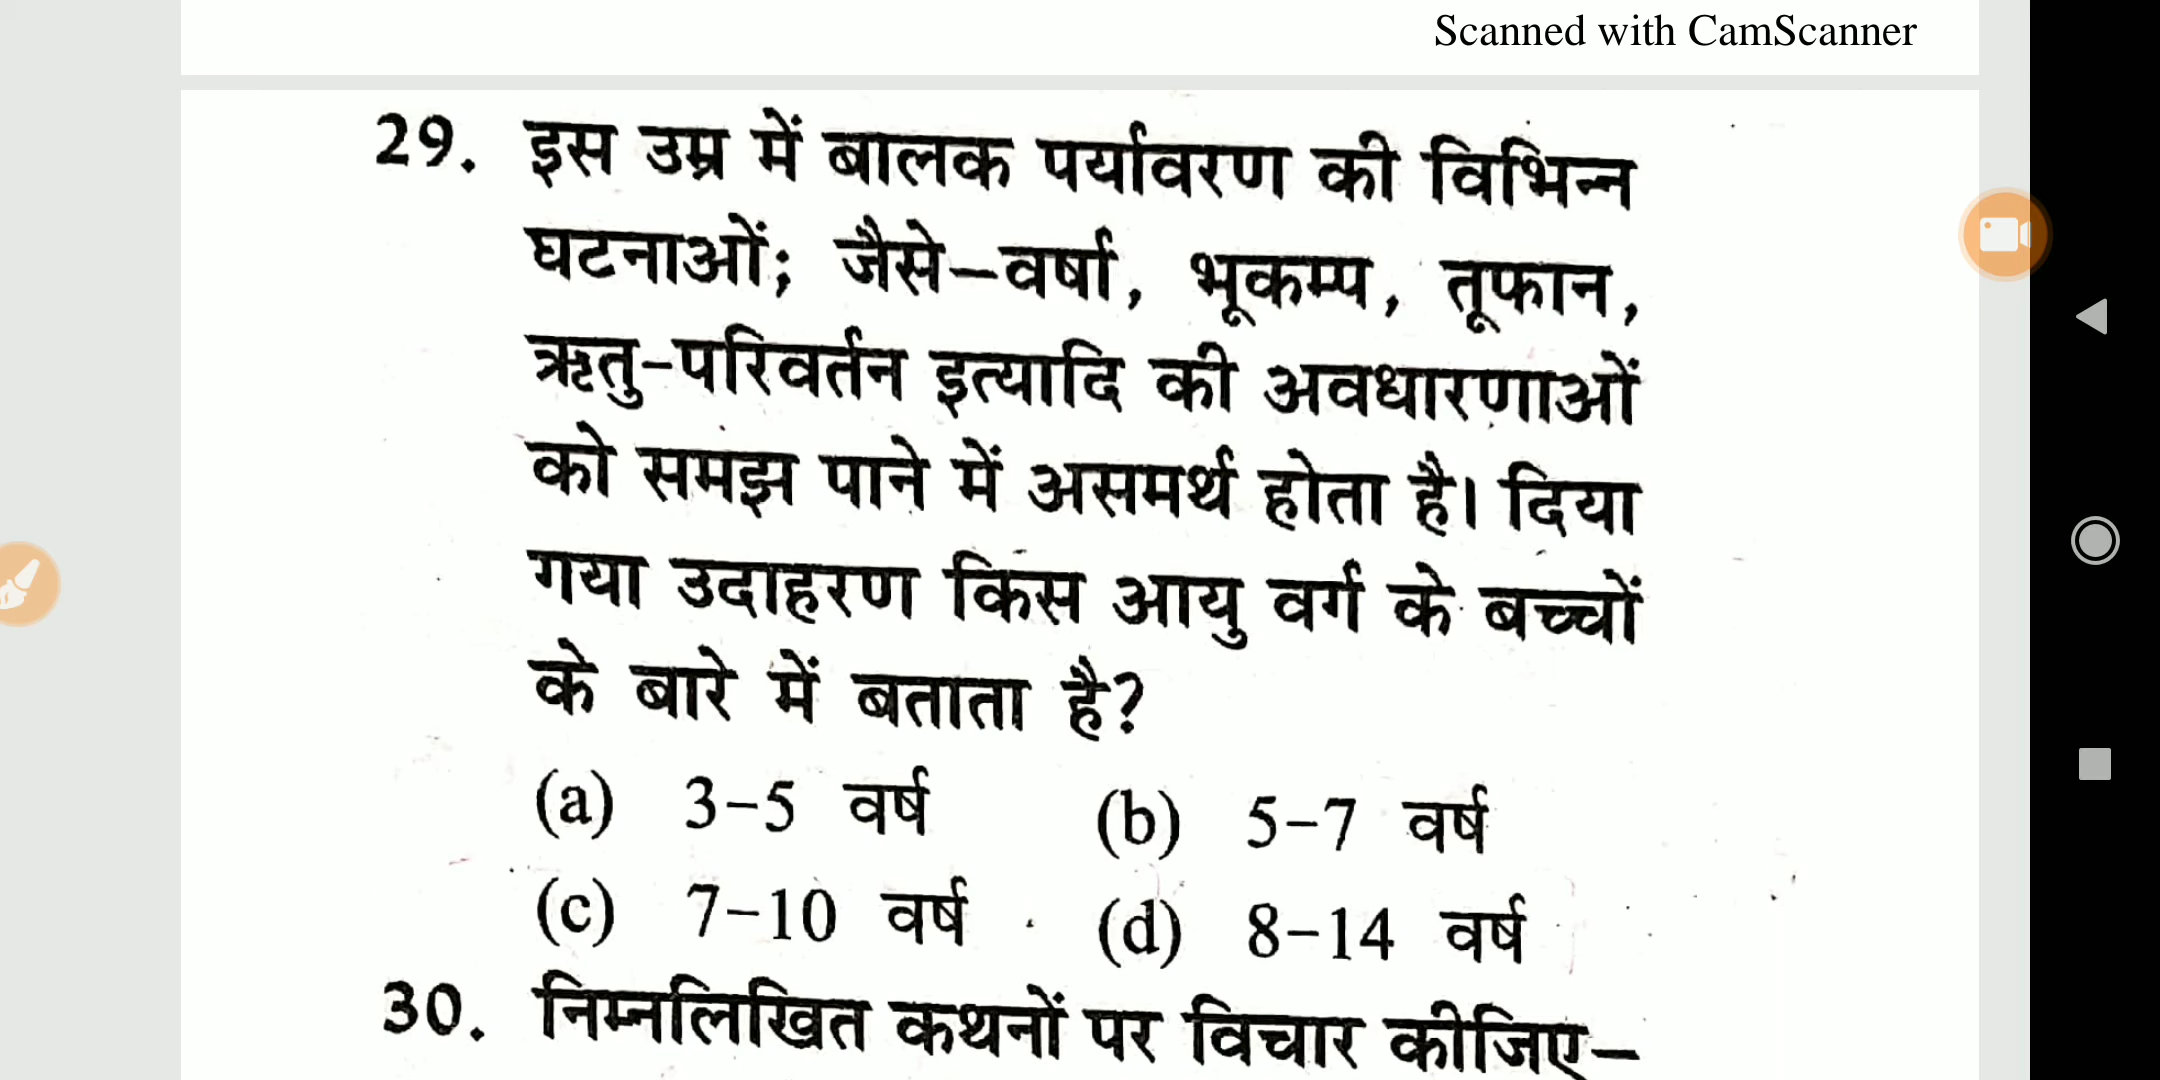 Scanned with CamScanner
29. इस उम्र में बालक पर्यावरण की विभिन्न
घटनाओं; जैसे–वर्षा, भूकम्प, तूफान,
ऋतु-परिवर्तन इत्यादि की अवधारणाओं
को समझ पाने में असमर्थ होता है। दिया
गया उदाहरण किस आयु वर्ग के बच्चों
के बारे में बताता है?
(a) 3–5 वर्ष (b) 5–7 वर्ष
(c) 7–10 वर्ष (d) 8–14 वर्ष
30. निम्नलिखित कथनों पर विचार कीजिए–